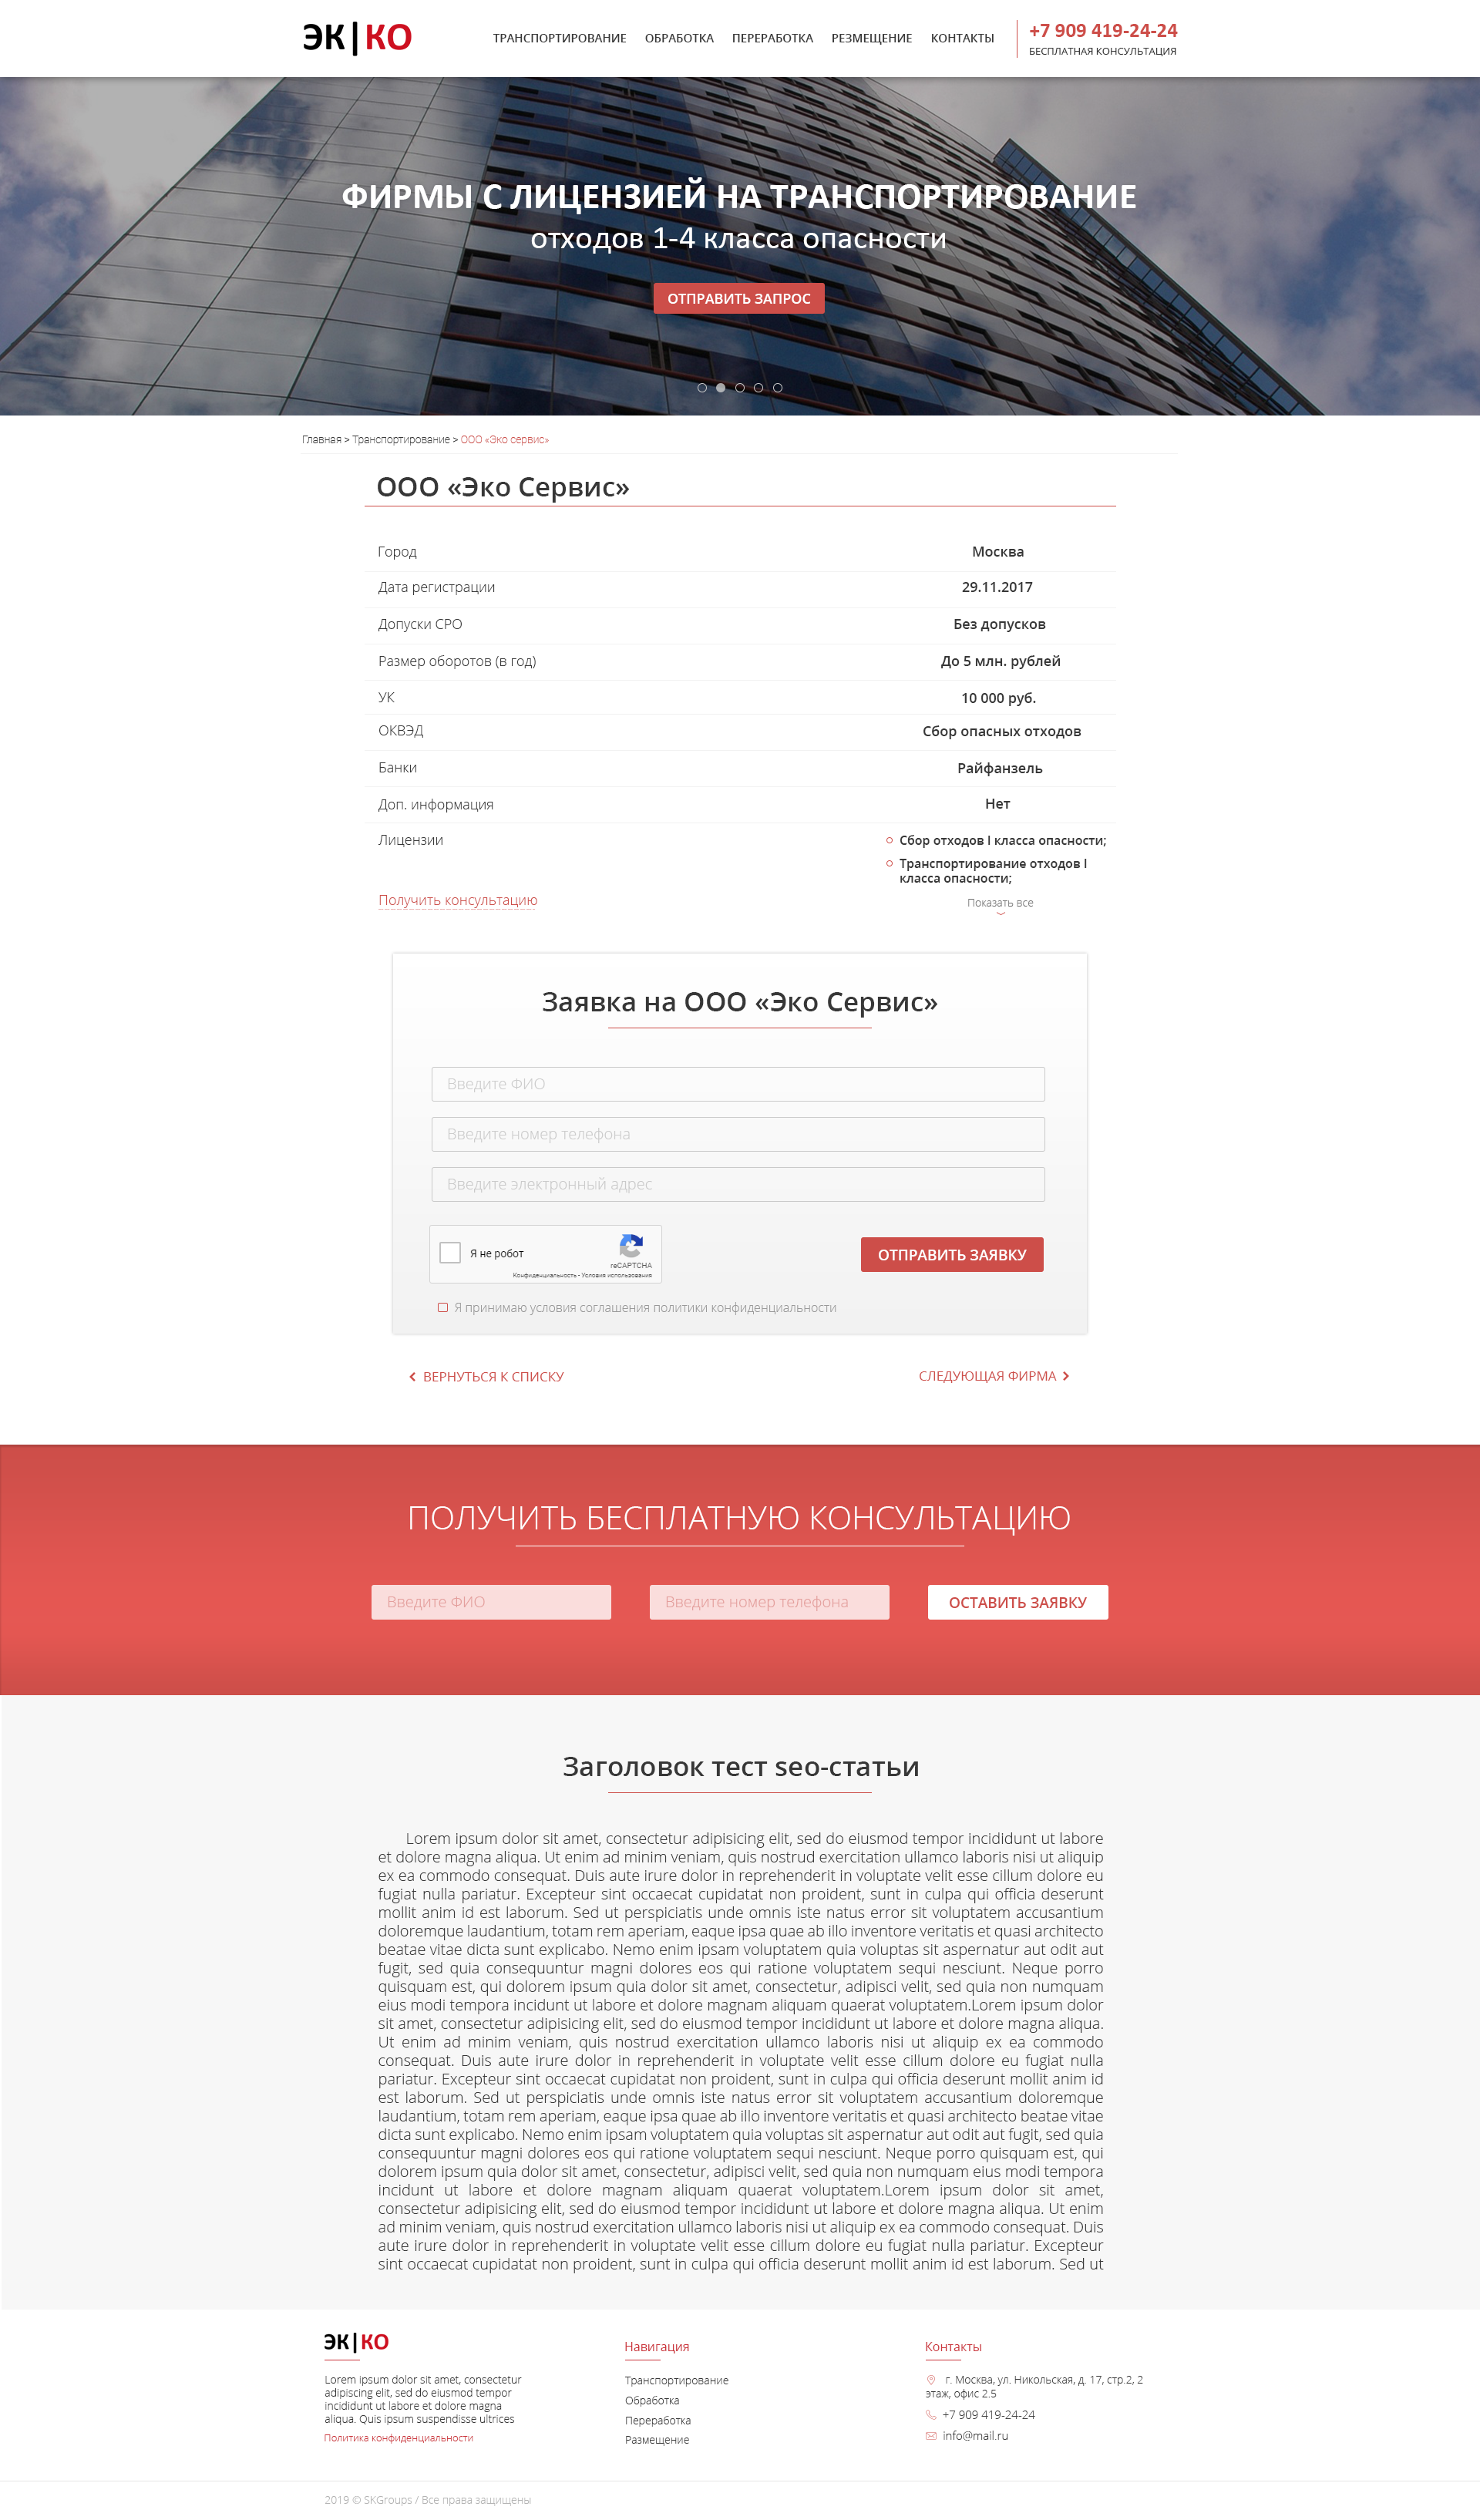 ЭК|КО
ТРАНСПОРТИРОВАНИЕ ОБРАБОТКА ПЕРЕРАБОТКА РЕЗМЕЩЕНИЕ КОНТАКТЫ
+7 909 419-24-24
БЕСПЛАТНАЯ КОНСУЛЬТАЦИЯ
ФИРМЫ С ЛИЦЕНЗИЕЙ НА ТРАНСПОРТИРОВАНИЕ
отходов 1-4 класса опасности
ОТПРАВИТЬ ЗАПРОС
Главная > Транспортирование > ООО «Эко сервис»
ООО «Эко Сервис»
Город Москва
Дата регистрации 29.11.2017
Допуски СРО Без допусков
Размер оборотов (в год) До 5 млн. рублей
УК 10 000 руб.
ОКВЭД Сбор опасных отходов
Банки Райфанзель
Доп. информация Нет
Лицензии Сбор отходов I класса опасности;
Транспортирование отходов I
класса опасности;
Получить консультацию Показать все
Заявка на ООО «Эко Сервис»
Введите ФИО
Введите номер телефона
Введите электронный адрес
Я не робот
reCAPTCHA
Конфиденциальность - Условия использования
ОТПРАВИТЬ ЗАЯВКУ
Я принимаю условия соглашения политики конфиденциальности
ВЕРНУТЬСЯ К СПИСКУ СЛЕДУЮЩАЯ ФИРМА
ПОЛУЧИТЬ БЕСПЛАТНУЮ КОНСУЛЬТАЦИЮ
Введите ФИО Введите номер телефона ОСТАВИТЬ ЗАЯВКУ
Заголовок тест seo-статьи
Lorem ipsum dolor sit amet, consectetur adipisicing elit, sed do eiusmod tempor incididunt ut labore
et dolore magna aliqua. Ut enim ad minim veniam, quis nostrud exercitation ullamco laboris nisi ut aliquip
ex ea commodo consequat. Duis aute irure dolor in reprehenderit in voluptate velit esse cillum dolore eu
fugiat nulla pariatur. Excepteur sint occaecat cupidatat non proident, sunt in culpa qui officia deserunt
mollit anim id est laborum. Sed ut perspiciatis unde omnis iste natus error sit voluptatem accusantium
doloremque laudantium, totam rem aperiam, eaque ipsa quae ab illo inventore veritatis et quasi architecto
beatae vitae dicta sunt explicabo. Nemo enim ipsam voluptatem quia voluptas sit aspernatur aut odit aut
fugit, sed quia consequuntur magni dolores eos qui ratione voluptatem sequi nesciunt. Neque porro
quisquam est, qui dolorem ipsum quia dolor sit amet, consectetur, adipisci velit, sed quia non numquam
eius modi tempora incidunt ut labore et dolore magnam aliquam quaerat voluptatem.Lorem ipsum dolor
sit amet, consectetur adipisicing elit, sed do eiusmod tempor incididunt ut labore et dolore magna aliqua.
Ut enim ad minim veniam, quis nostrud exercitation ullamco laboris nisi ut aliquip ex ea commodo
consequat. Duis aute irure dolor in reprehenderit in voluptate velit esse cillum dolore eu fugiat nulla
pariatur. Excepteur sint occaecat cupidatat non proident, sunt in culpa qui officia deserunt mollit anim id
est laborum. Sed ut perspiciatis unde omnis iste natus error sit voluptatem accusantium doloremque
laudantium, totam rem aperiam, eaque ipsa quae ab illo inventore veritatis et quasi architecto beatae vitae
dicta sunt explicabo. Nemo enim ipsam voluptatem quia voluptas sit aspernatur aut odit aut fugit, sed quia
consequuntur magni dolores eos qui ratione voluptatem sequi nesciunt. Neque porro quisquam est, qui
dolorem ipsum quia dolor sit amet, consectetur, adipisci velit, sed quia non numquam eius modi tempora
incidunt ut labore et dolore magnam aliquam quaerat voluptatem.Lorem ipsum dolor sit amet,
consectetur adipisicing elit, sed do eiusmod tempor incididunt ut labore et dolore magna aliqua. Ut enim
ad minim veniam, quis nostrud exercitation ullamco laboris nisi ut aliquip ex ea commodo consequat. Duis
aute irure dolor in reprehenderit in voluptate velit esse cillum dolore eu fugiat nulla pariatur. Excepteur
sint occaecat cupidatat non proident, sunt in culpa qui officia deserunt mollit anim id est laborum. Sed ut
ЭК|КО
Lorem ipsum dolor sit amet, consectetur
adipiscing elit, sed do eiusmod tempor
incididunt ut labore et dolore magna
aliqua. Quis ipsum suspendisse ultrices
Политика конфиденциальности
Навигация
Транспортирование
Обработка
Переработка
Размещение
Контакты
г. Москва, ул. Никольская, д. 17, стр.2, 2
этаж, офис 2.5
+7 909 419-24-24
info@mail.ru
2019 © SKGroups / Все права защищены